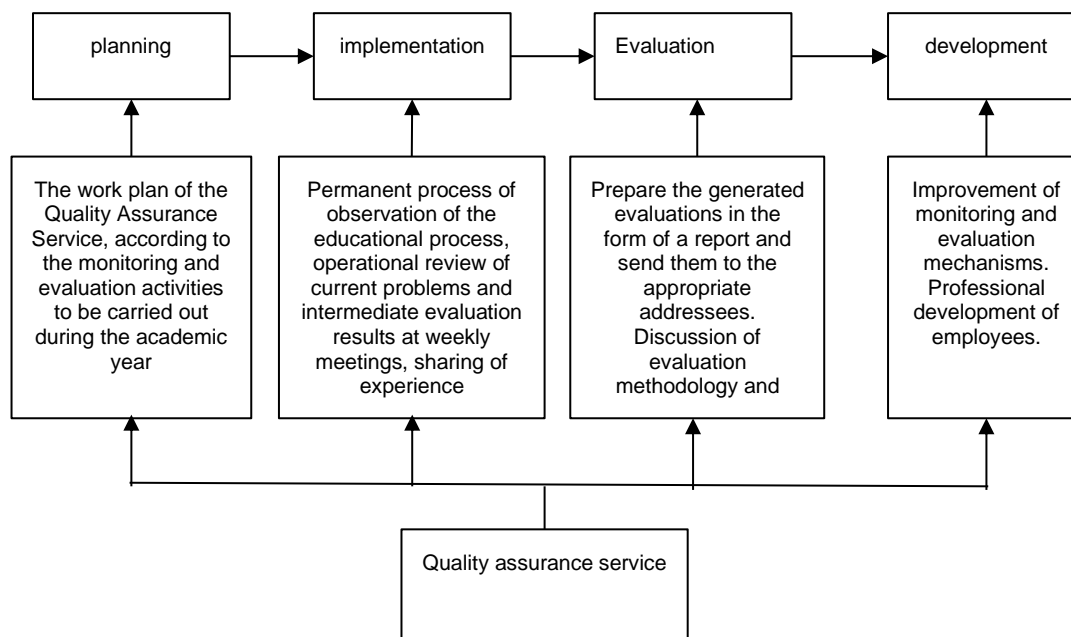 planning
implementation
Evaluation
development
The work plan of the
Quality Assurance
Service, according to
the monitoring and
evaluation activities
to be carried out
during the academic
year
Permanent process of
observation of the
educational process,
operational review of
current problems and
intermediate evaluation
results at weekly
meetings, sharing of
experience
Prepare the generated
evaluations in the
form of a report and
send them to the
appropriate
addressees.
Discussion of
evaluation
methodology and
Improvement of
monitoring and
evaluation
mechanisms.
Professional
development of
employees.
Quality assurance service